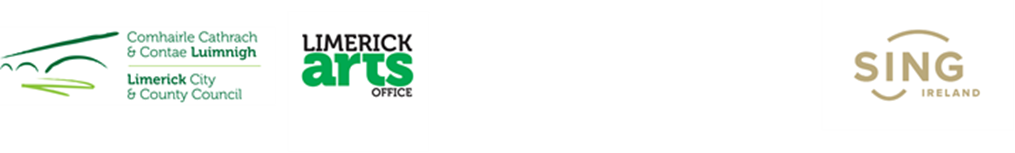 Comhairle Cathrach
& Contae Luimnigh
Limerick City
& County Council
LIMERICK
arts
OFFICE
SING
IRELAND